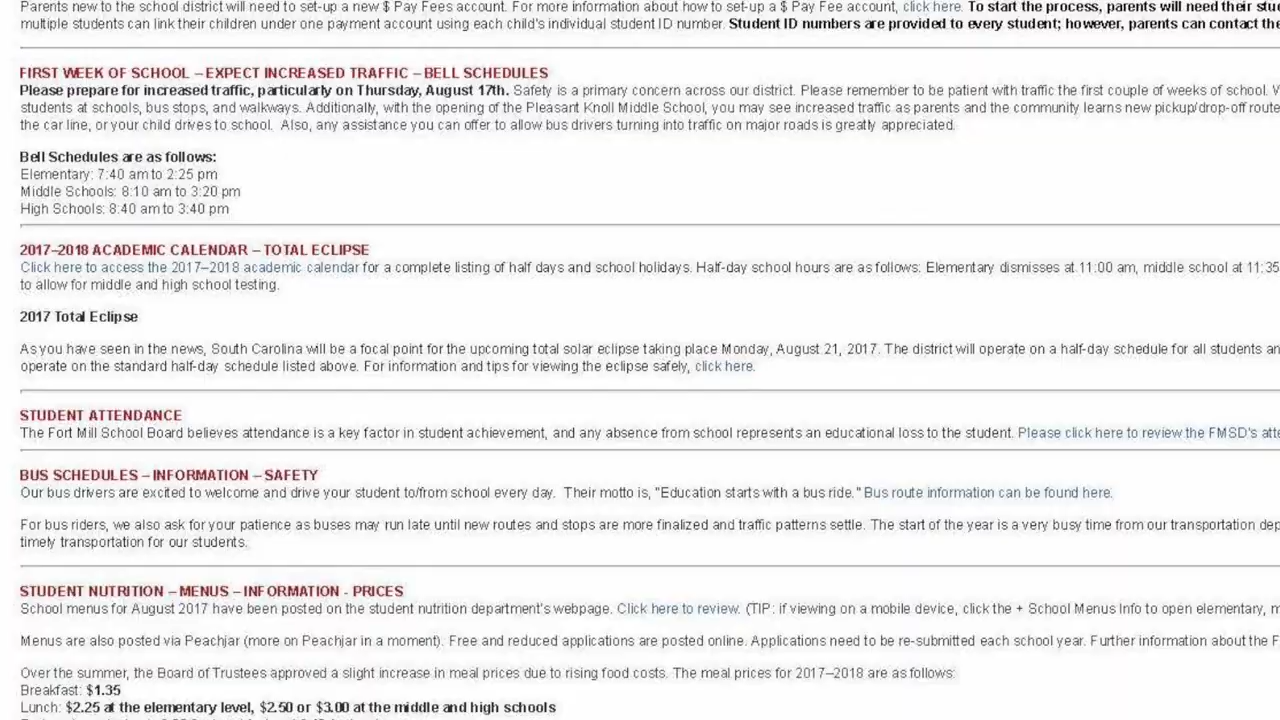 Parents new to the school district will need to set-up a new $ Pay Fees account. For more information about how to set-up a $ Pay Fee account, click here. To start the process, parents will need their
multiple students can link their children under one payment account using each child's individual student ID number. Student ID numbers are provided to every student; however, parents can contact the
FIRST WEEK OF SCHOOL – EXPECT INCREASED TRAFFIC – BELL SCHEDULES
Please prepare for increased traffic, particularly on Thursday, August 17th. Safety is a primary concern across our district. Please remember to be patient with traffic the first couple of weeks of school.
students at schools, bus stops, and walkways. Additionally, with the opening of the Pleasant Knoll Middle School, you may see increased traffic as parents and the community learns new pickup/drop-off
the car line, or your child drives to school. Also, any assistance you can offer to allow bus drivers turning into traffic on major roads is greatly appreciated.
Bell Schedules are as follows:
Elementary: 7:40 am to 2:25 pm
Middle Schools: 8:10 am to 3:20 pm
High Schools: 8:40 am to 3:40 pm
2017–2018 ACADEMIC CALENDAR – TOTAL ECLIPSE
Click here to access the 2017–2018 academic calendar for a complete listing of half days and school holidays. Half-day school hours are as follows: Elementary dismisses at 11:00 am, middle school at 11:35
to allow for middle and high school testing.
2017 Total Eclipse
As you have seen in the news, South Carolina will be a focal point for the upcoming total solar eclipse taking place Monday, August 21, 2017. The district will operate on a half-day schedule for all students
operate on the standard half-day schedule listed above. For information and tips for viewing the eclipse safely, click here.
STUDENT ATTENDANCE
The Fort Mill School Board believes attendance is a key factor in student achievement, and any absence from school represents an educational loss to the student. Please click here to review the FMSD's
BUS SCHEDULES – INFORMATION – SAFETY
Our bus drivers are excited to welcome and drive your student to/from school every day. Their motto is, "Education starts with a bus ride." Bus route information can be found here.
For bus riders, we also ask for your patience as buses may run late until new routes and stops are more finalized and traffic patterns settle. The start of the year is a very busy time from our transportation
timely transportation for our students.
STUDENT NUTRITION – MENUS – INFORMATION - PRICES
School menus for August 2017 have been posted on the student nutrition department's webpage. Click here to review. (TIP: if viewing on a mobile device, click the + School Menus Info to open elementary,
Menus are also posted via Peachjar (more on Peachjar in a moment). Free and reduced applications are posted online. Applications need to be re-submitted each school year. Further information about the
Over the summer, the Board of Trustees approved a slight increase in meal prices due to rising food costs. The meal prices for 2017–2018 are as follows:
Breakfast: $1.35
Lunch: $2.25 at the elementary level, $2.50 or $3.00 at the middle and high schools